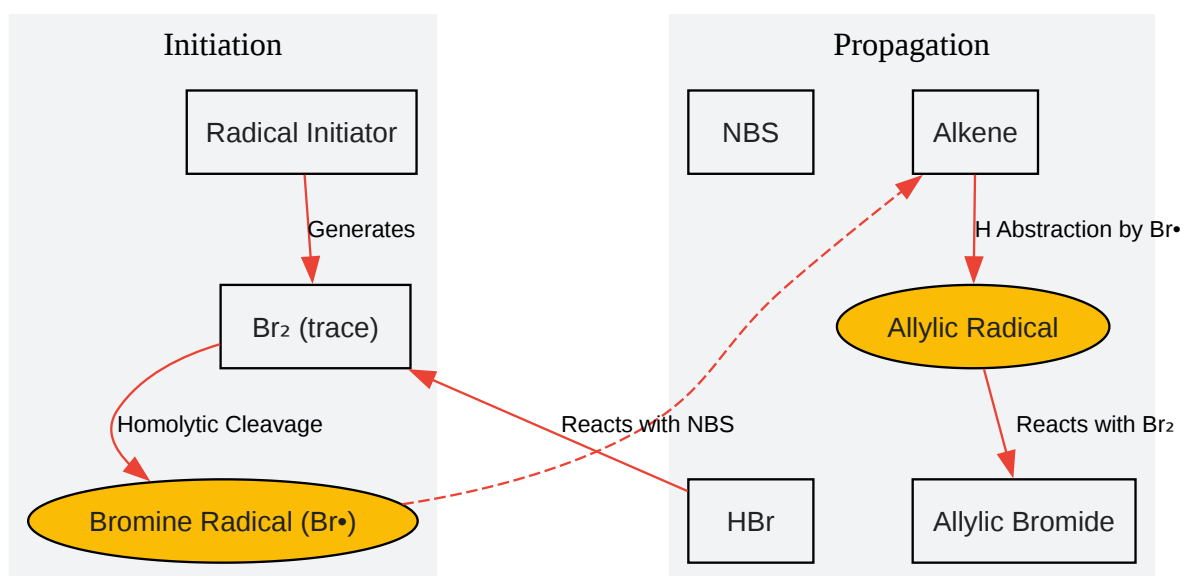 Initiation
Radical Initiator
Generates
Br₂ (trace)
Homolytic Cleavage
Bromine Radical (Br•)
Propagation
NBS
Alkene
H Abstraction by Br•
Allylic Radical
Reacts with NBS
Reacts with Br₂
HBr
Allylic Bromide